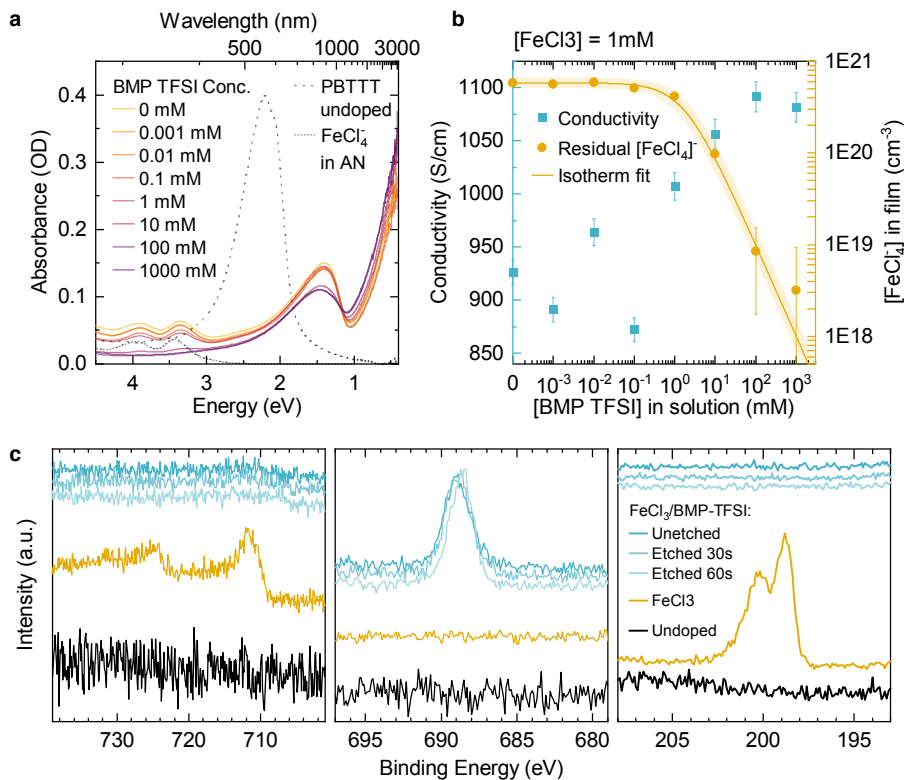 a
Wavelength (nm)
500 1000 3000
Absorbance (OD)
0.4
0.3
0.2
0.1
0.0
BMP TFSI Conc.
0 mM
0.001 mM
0.01 mM
0.1 mM
1 mM
10 mM
100 mM
1000 mM
PBTTT
undoped
FeCl₄⁻
in AN
4 3 2 1
Energy (eV)
b
[FeCl3] = 1mM
Conductivity (S/cm)
1100
1050
1000
950
900
850
Conductivity
Residual [FeCl₄]⁻
Isotherm fit
1E21
1E20
1E19
1E18
[FeCl₄⁻] in film (cm⁻³)
0 10⁻³ 10⁻² 10⁻¹ 10⁰ 10¹ 10² 10³
[BMP TFSI] in solution (mM)
c
Intensity (a.u.)
FeCl₃/BMP-TFSI:
Unetched
Etched 30s
Etched 60s
FeCl3
Undoped
730 720 710 695 690 685 680 205 200 195
Binding Energy (eV)